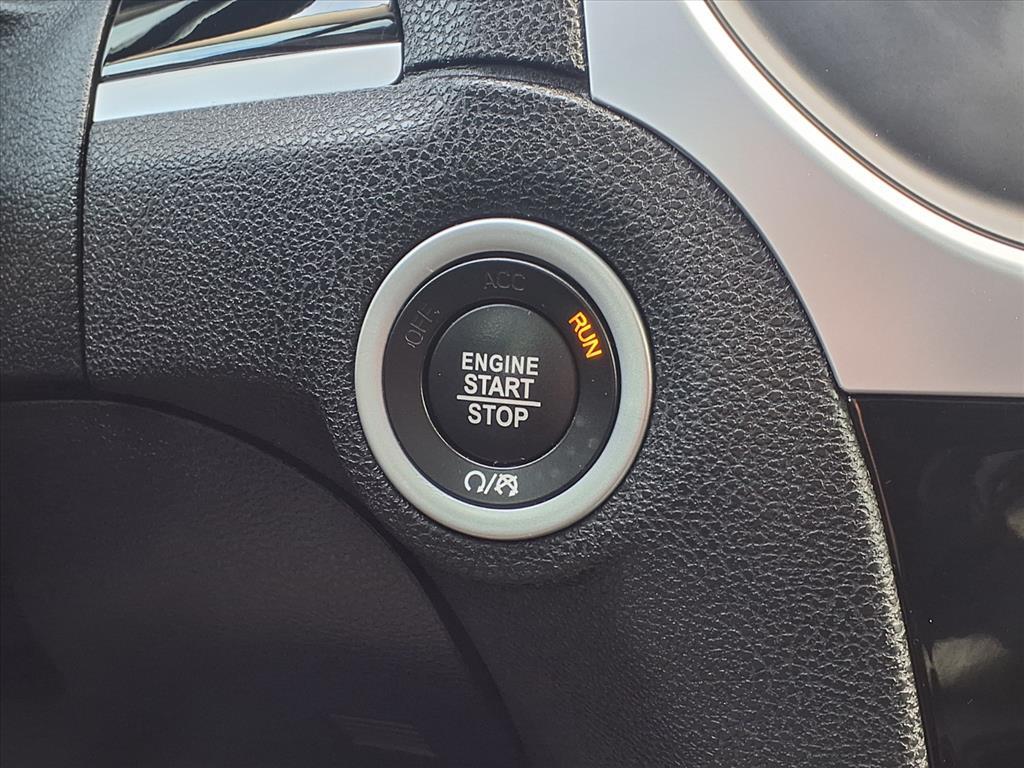 OFF
ACC
RUN
ENGINE
START
STOP